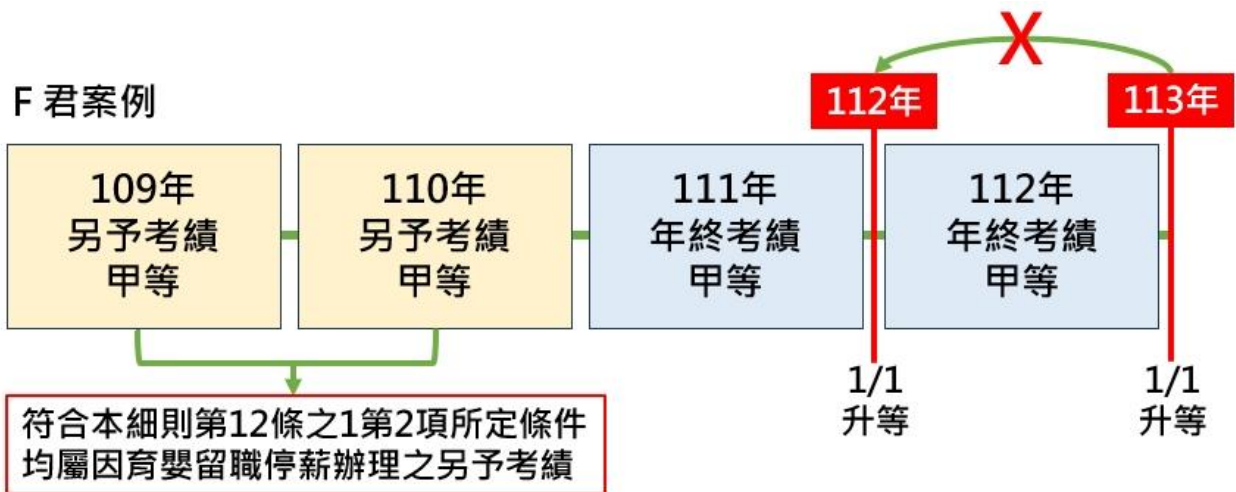 X
F 君案例
112年
113年
109年
另予考績
甲等
110年
另予考績
甲等
111年
年終考績
甲等
112年
年終考績
甲等
1/1
升等
1/1
升等
符合本細則第12條之1第2項所定條件
均屬因育嬰留職停薪辦理之另予考績